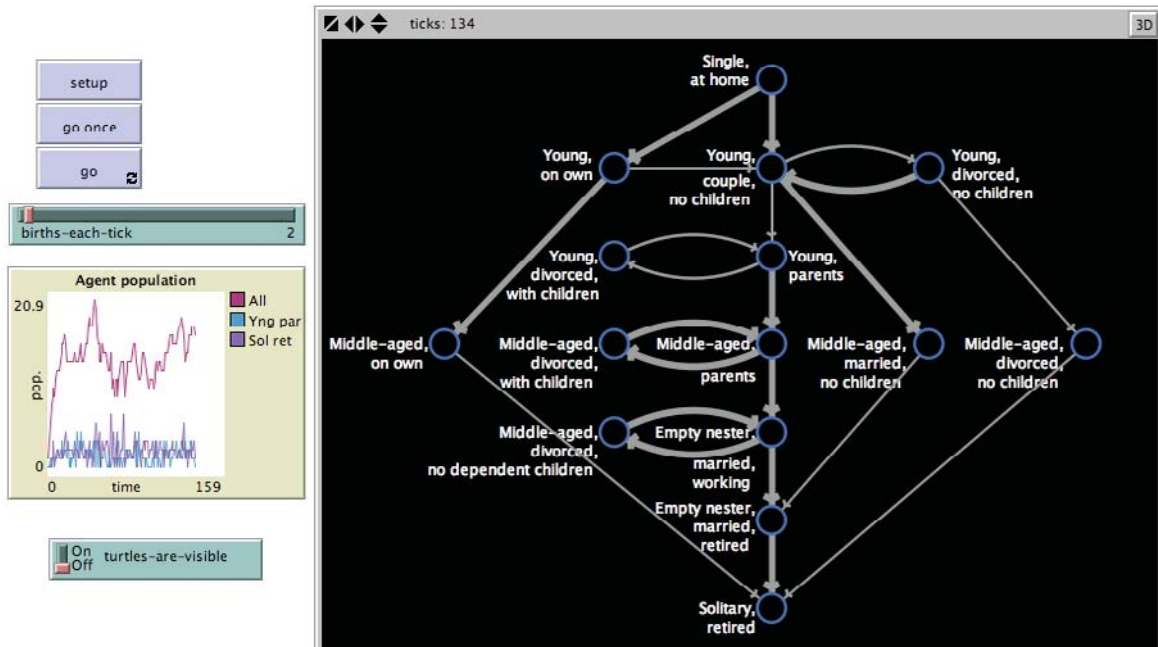 ticks: 134
3D
setup
go once
go
births-each-tick 2
Agent population
20.9
pop.
0
0 time 159
All
Yng par
Sol ret
On
Off
turtles-are-visible
Single,
at home
Young,
on own
Young,
couple,
no children
Young,
divorced,
no children
Young,
divorced,
with children
Young,
parents
Middle-aged,
on own
Middle-aged,
divorced,
with children
Middle-aged,
parents
Middle-aged,
married,
no children
Middle-aged,
divorced,
no children
Middle-aged,
divorced,
no dependent children
Empty nester,
married,
working
Empty nester,
married,
retired
Solitary,
retired